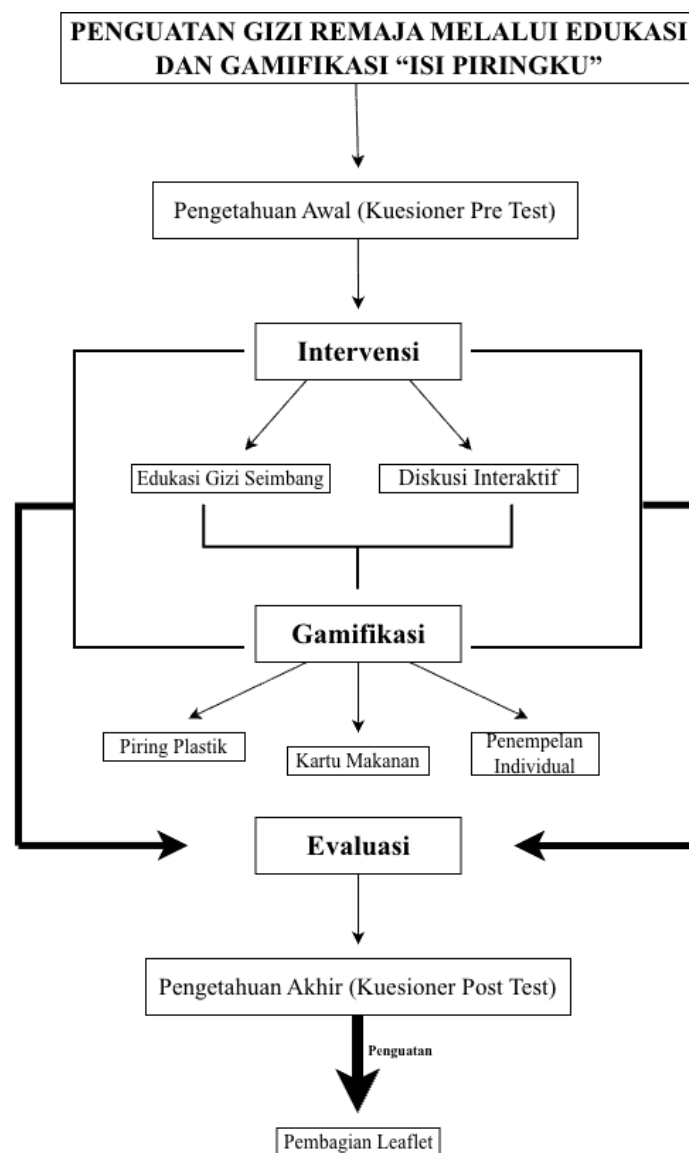 PENGUATAN GIZI REMAJA MELALUI EDUKASI
DAN GAMIFIKASI “ISI PIRINGKU”
Pengetahuan Awal (Kuesioner Pre Test)
Intervensi
Edukasi Gizi Seimbang
Diskusi Interaktif
Gamifikasi
Piring Plastik
Kartu Makanan
Penempelan
Individual
Evaluasi
Pengetahuan Akhir (Kuesioner Post Test)
Penguatan
Pembagian Leaflet